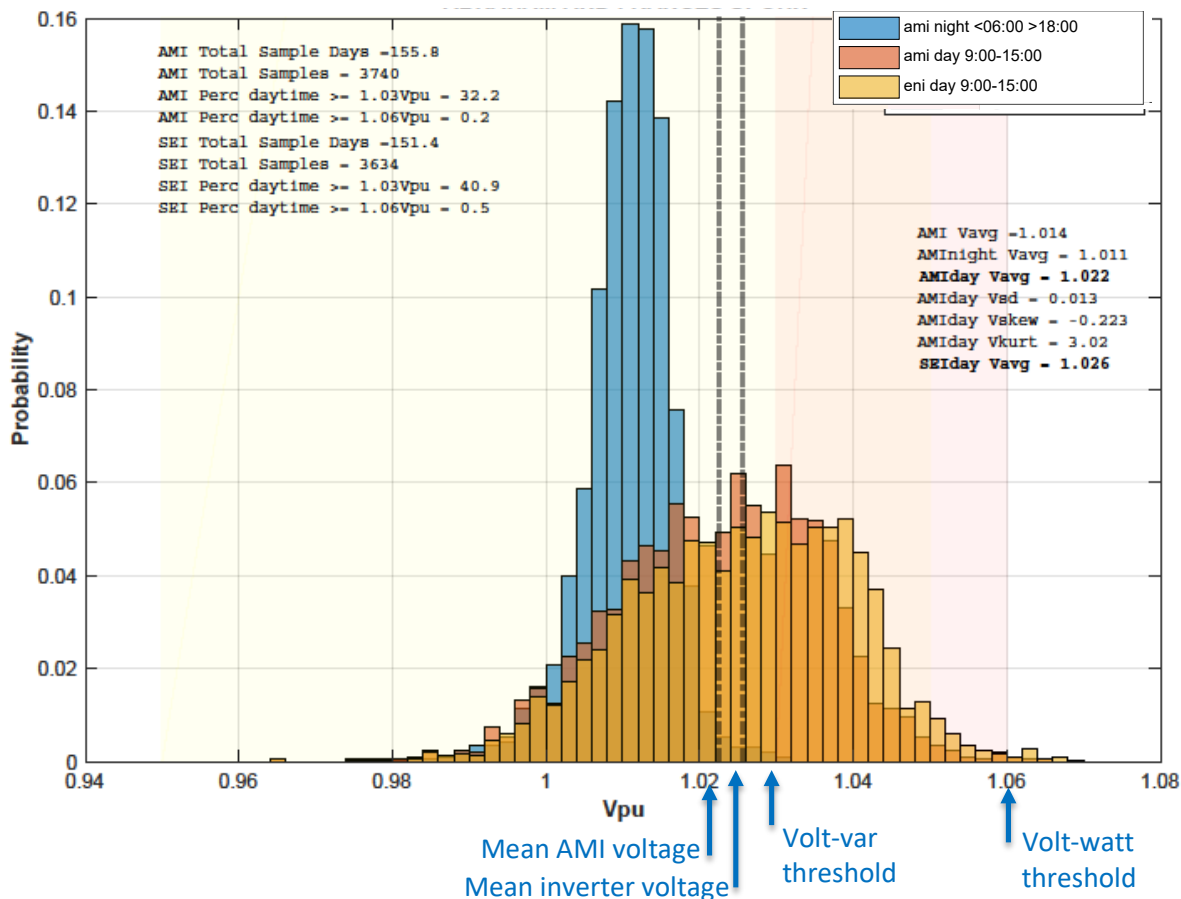 0.16
0.14
0.12
0.1
0.08
0.06
0.04
0.02
0
Probability
AMI Total Sample Days -155.8
AMI Total Samples = 3740
AMI Perc daytime >= 1.03Vpu = 32.2
AMI Perc daytime >= 1.06Vpu = 0.2
SEI Total Sample Days -151.4
SEI Total Samples = 3634
SEI Perc daytime >= 1.03Vpu = 40.9
SEI Perc daytime >= 1.06Vpu = 0.5
ami night <06:00 >18:00
ami day 9:00-15:00
eni day 9:00-15:00
AMI Vavg -1.014
AMInight Vavg = 1.011
AMIday Vavg = 1.022
AMIday Vsd = 0.013
AMIday Vskew = -0.223
AMIday Vkurt = 3.02
SEIday Vavg = 1.026
0.94 0.96 0.98 1 1.02 1.04 1.06 1.08
Vpu
Mean AMI voltage
Mean inverter voltage
Volt-var
threshold
Volt-watt
threshold